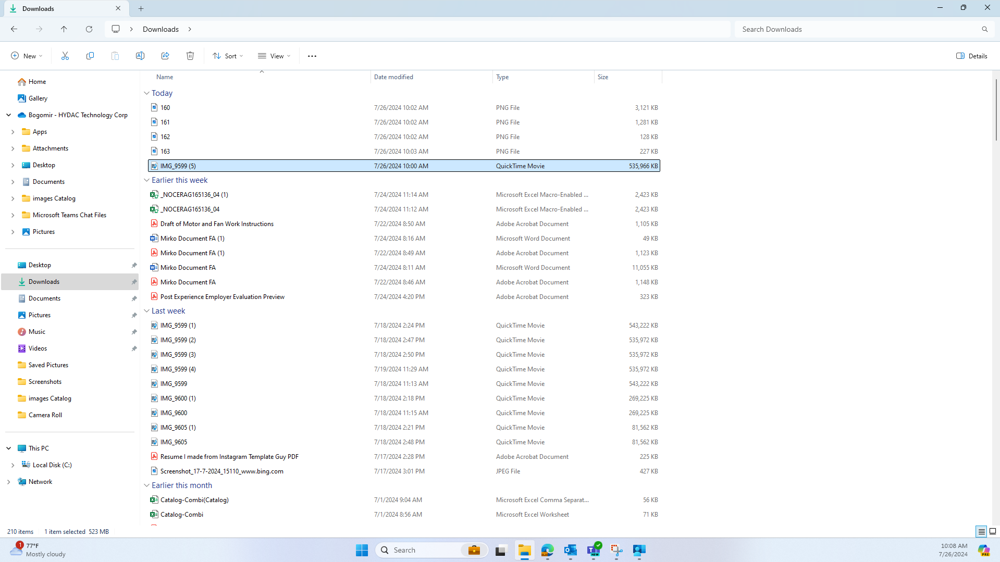 Downloads
Downloads
Search Downloads
New
Sort
View
Details
Name Date modified Type Size
Home
Gallery
Bogomir - HYDAC Technology Corp
Apps
Attachments
Desktop
Documents
images Catalog
Microsoft Teams Chat Files
Pictures
Desktop
Downloads
Documents
Pictures
Music
Videos
Saved Pictures
Screenshots
images Catalog
Camera Roll
This PC
Local Disk (C:)
Network
Today
160 7/26/2024 10:02 AM PNG File 3,121 KB
161 7/26/2024 10:02 AM PNG File 1,281 KB
162 7/26/2024 10:02 AM PNG File 128 KB
163 7/26/2024 10:03 AM PNG File 227 KB
IMG_9599 (5) 7/26/2024 10:00 AM QuickTime Movie 535,966 KB
Earlier this week
_NOCERAG165136_04 (1) 7/24/2024 11:14 AM Microsoft Excel Macro-Enabled ... 2,423 KB
_NOCERAG165136_04 7/24/2024 11:12 AM Microsoft Excel Macro-Enabled ... 2,423 KB
Draft of Motor and Fan Work Instructions 7/22/2024 8:50 AM Adobe Acrobat Document 1,105 KB
Mirko Document FA (1) 7/24/2024 8:16 AM Microsoft Word Document 49 KB
Mirko Document FA (1) 7/22/2024 8:49 AM Adobe Acrobat Document 1,123 KB
Mirko Document FA 7/24/2024 8:11 AM Microsoft Word Document 11,055 KB
Mirko Document FA 7/22/2024 8:46 AM Adobe Acrobat Document 1,148 KB
Post Experience Employer Evaluation Preview 7/24/2024 4:20 PM Adobe Acrobat Document 323 KB
Last week
IMG_9599 (1) 7/18/2024 2:24 PM QuickTime Movie 543,222 KB
IMG_9599 (2) 7/18/2024 2:47 PM QuickTime Movie 535,972 KB
IMG_9599 (3) 7/18/2024 2:50 PM QuickTime Movie 535,972 KB
IMG_9599 (4) 7/19/2024 11:29 AM QuickTime Movie 535,972 KB
IMG_9599 7/18/2024 11:13 AM QuickTime Movie 543,222 KB
IMG_9600 (1) 7/18/2024 2:18 PM QuickTime Movie 269,225 KB
IMG_9600 7/18/2024 11:15 AM QuickTime Movie 269,225 KB
IMG_9605 (1) 7/18/2024 2:21 PM QuickTime Movie 81,562 KB
IMG_9605 7/18/2024 2:48 PM QuickTime Movie 81,562 KB
Resume I made from Instagram Template Guy PDF 7/17/2024 2:28 PM Adobe Acrobat Document 225 KB
Screenshot_17-7-2024_15110_www.bing.com 7/17/2024 3:01 PM JPEG File 427 KB
Earlier this month
Catalog-Combi(Catalog) 7/1/2024 9:04 AM Microsoft Excel Comma Separat... 56 KB
Catalog-Combi 7/1/2024 8:56 AM Microsoft Excel Worksheet 71 KB
210 items 1 item selected 523 MB
1
77°F
Mostly cloudy
Search
NEW
10:08 AM
7/26/2024
PRE